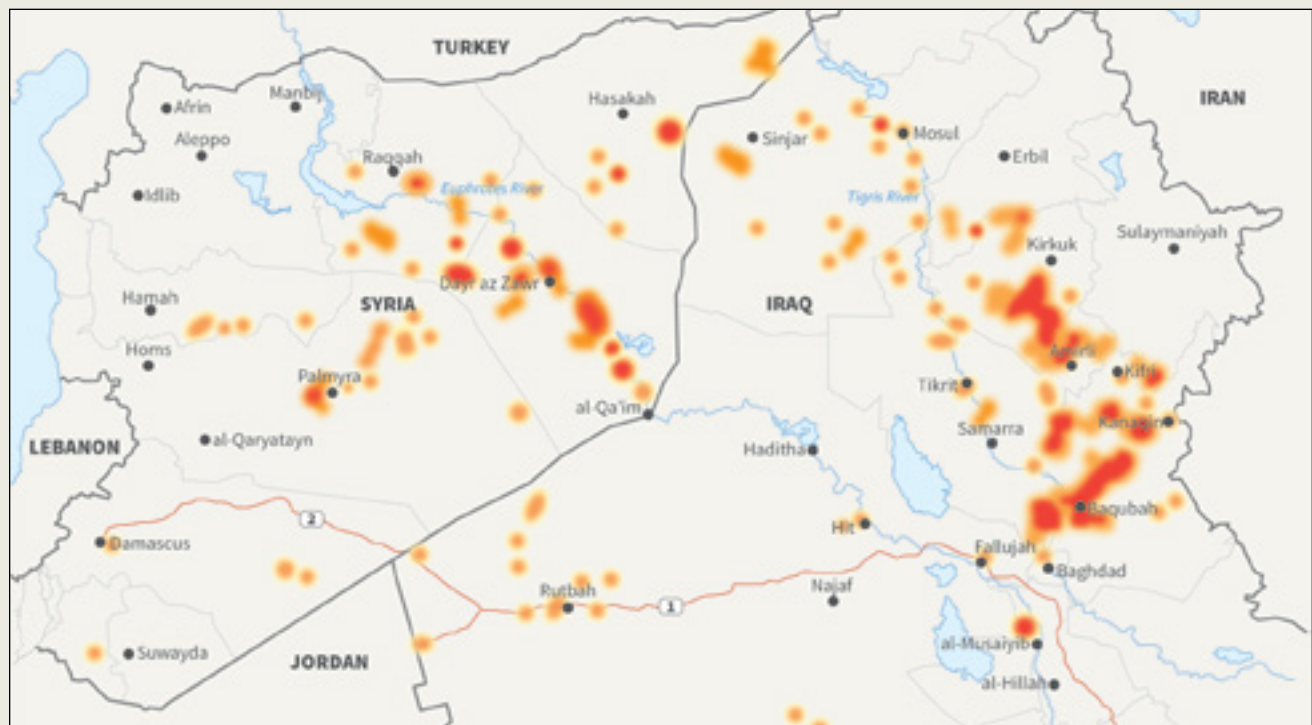 TURKEY
IRAN
Hasakah
Manbij
Afrin
Aleppo
Sinjar
Mosul
Erbil
Raqqah
Euphrates River
Idlib
Tigris River
Sulaymaniyah
Kirkuk
Dayr az Zawr
Hamah
SYRIA
IRAQ
Homs
Amirli
Palmyra
Kifri
Tikrit
al-Qa'im
Kanaqin
Samarra
LEBANON
al-Qaryatayn
Haditha
Baqubah
2
Hit
Damascus
Fallujah
Baghdad
Rutbah
Najaf
1
al-Musaiyib
Suwayda
JORDAN
al-Hillah